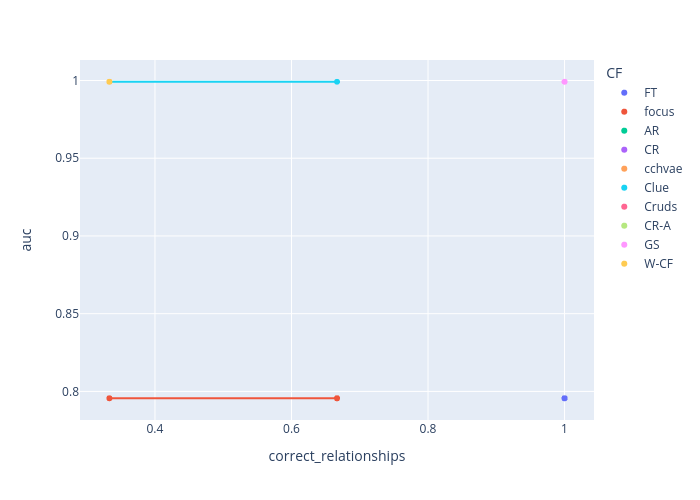 1
0.95
0.9
0.85
0.8
auc
0.4
0.6
0.8
1
correct_relationships
CF
FT
focus
AR
CR
cchvae
Clue
Cruds
CR-A
GS
W-CF